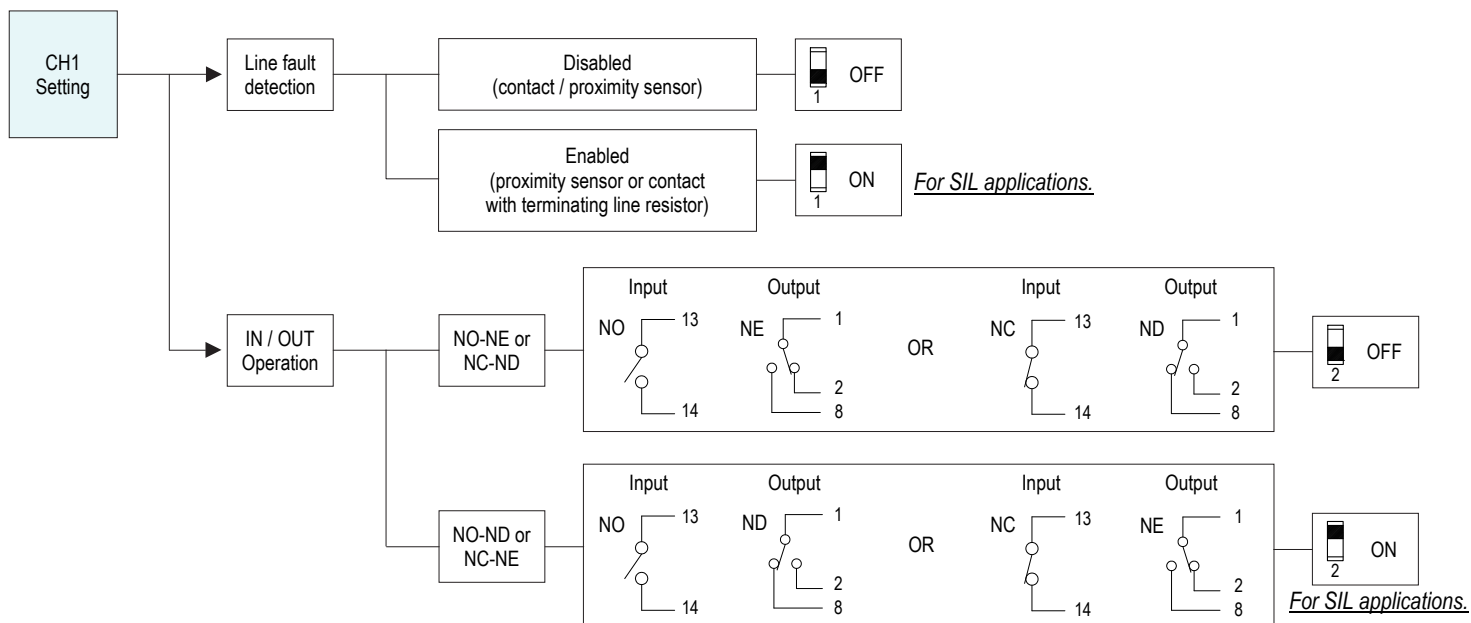 CH1
Setting
Line fault
detection
Disabled
(contact / proximity sensor)
1
OFF
Enabled
(proximity sensor or contact
with terminating line resistor)
1
ON
For SIL applications.
IN / OUT
Operation
NO-NE or
NC-ND
Input
NO
13
14
Output
NE
1
2
8
OR
Input
NC
13
14
Output
ND
1
2
8
2
OFF
NO-ND or
NC-NE
Input
NO
13
14
Output
ND
1
2
8
OR
Input
NC
13
14
Output
NE
1
2
8
2
ON
For SIL applications.